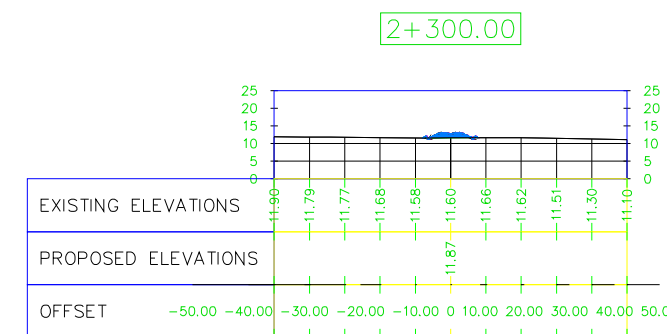 2+300.00
25 25
20 20
15 15
10 10
5 5
0 0
EXISTING ELEVATIONS 11.90 11.79 11.77 11.68 11.58 11.60 11.66 11.62 11.51 11.30 11.10
PROPOSED ELEVATIONS 11.87
OFFSET -50.00 -40.00 -30.00 -20.00 -10.00 0 10.00 20.00 30.00 40.00 50.0